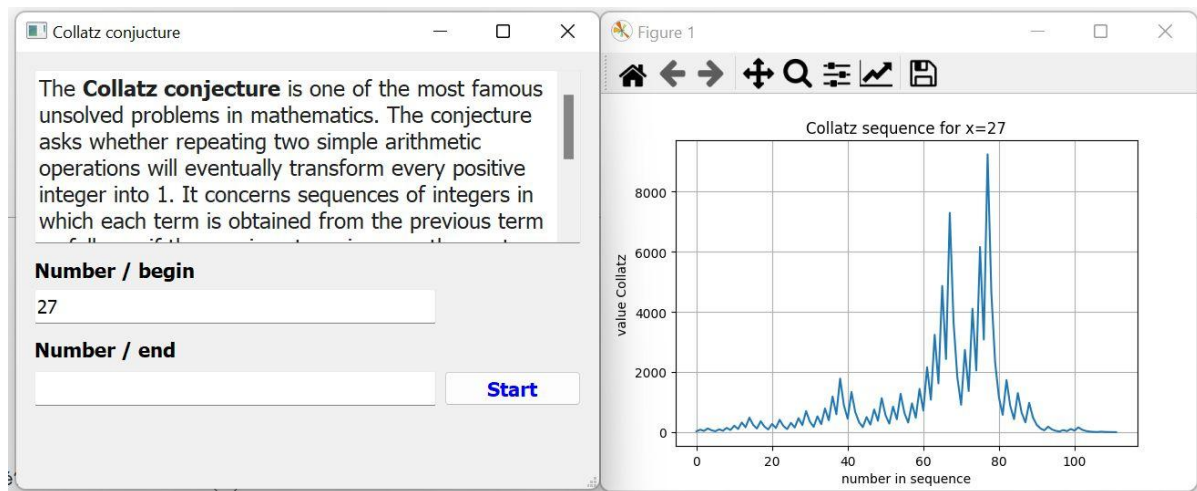 Collatz conjucture
The Collatz conjecture is one of the most famous
unsolved problems in mathematics. The conjecture
asks whether repeating two simple arithmetic
operations will eventually transform every positive
integer into 1. It concerns sequences of integers in
which each term is obtained from the previous term
Number / begin
27
Number / end
Start
Figure 1
Collatz sequence for x=27
value Collatz
8000
6000
4000
2000
0
0 20 40 60 80 100
number in sequence